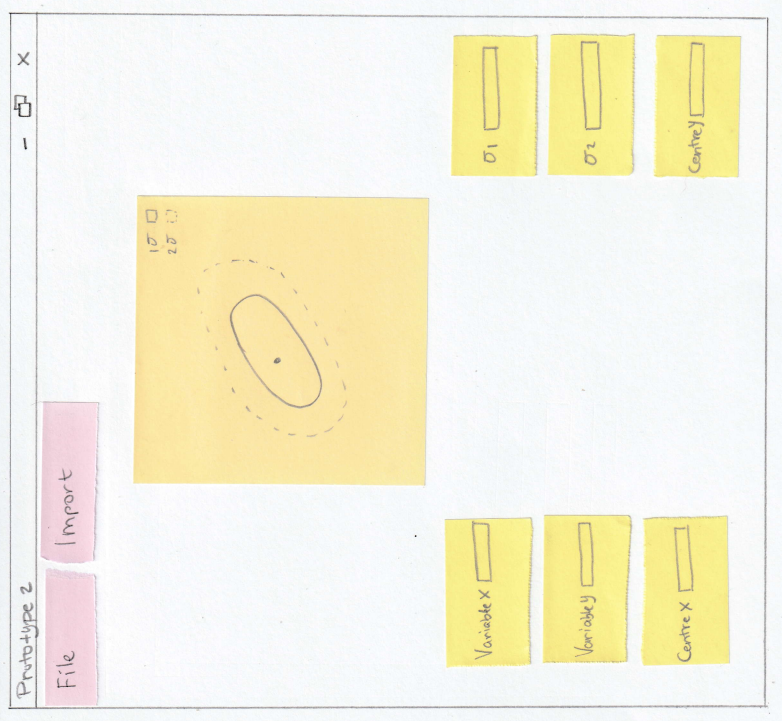 Prototype 2
File
Import
1σ
2σ
Variable x
σ1
Variable y
σ2
Centre x
Centre y